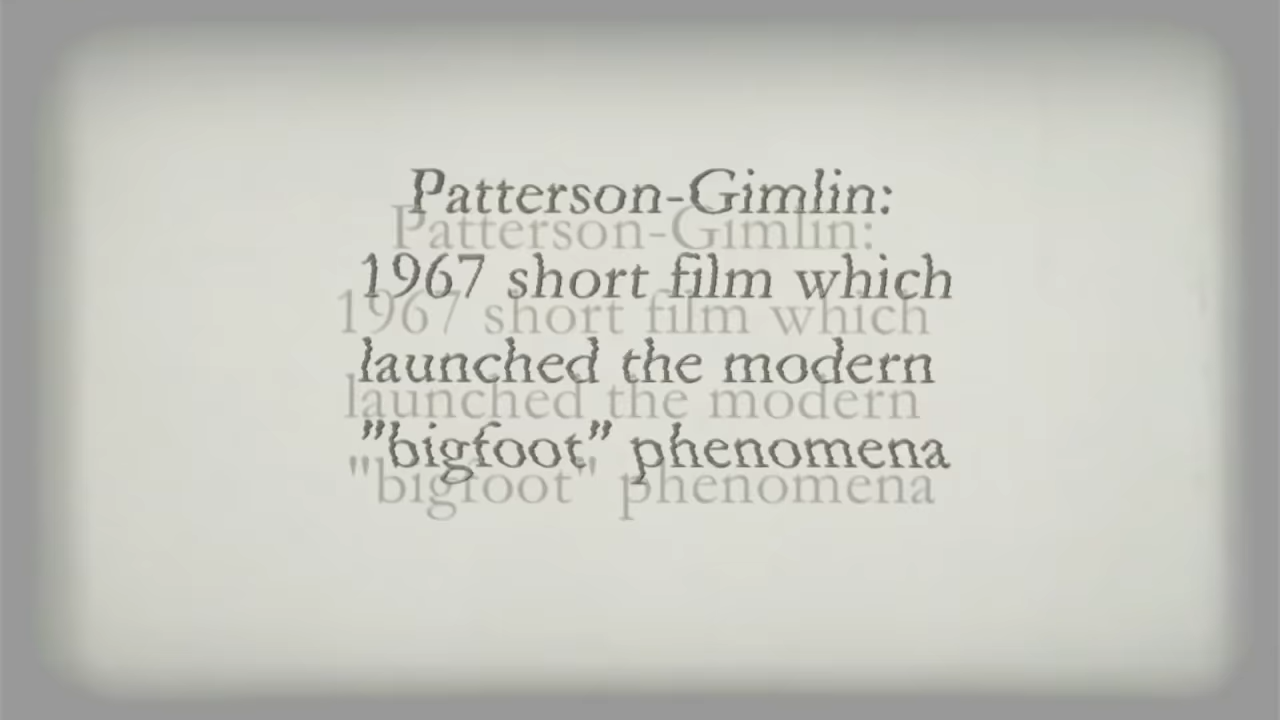 Patterson-Gimlin:
1967 short film which
launched the modern
"bigfoot" phenomena